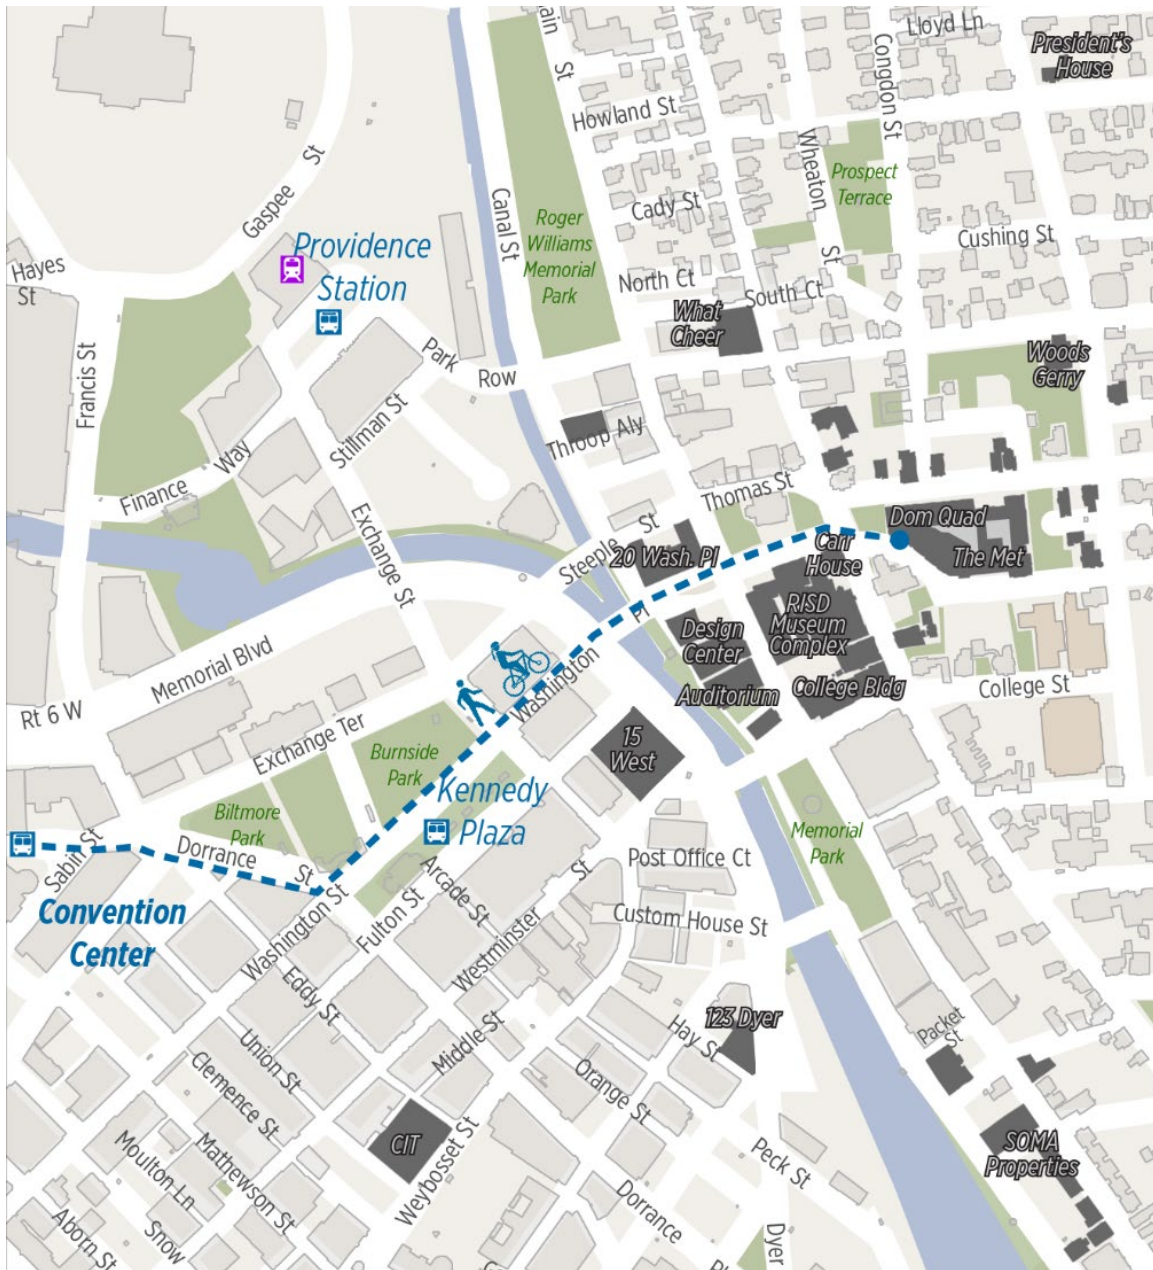 Lloyd Ln
President's
House
ain
St
Congdon St
Howland St
Gaspee
St
Wheaton
St
Prospect
Terrace
Canal St
Cady St
Roger
Williams
Memorial
Park
Cushing St
Hayes
St
Providence
Station
North Ct
South Ct
What
Cheer
Woods
Gerry
Francis St
Park
Row
Stillman St
Throop Aly
Finance
Way
Thomas St
Exchange St
Steeple
St
Dom Quad
Carr
House
The Met
20 Wash. Pl
Washington
Pl
RISD
Museum
Complex
Design
Center
Auditorium
College Bldg
College St
Memorial Blvd
Rt 6 W
Exchange Ter
Burnside
Park
15
West
Kennedy
Plaza
Biltmore
Park
Dorrance
St
Sabin St
Memorial
Park
Post Office Ct
Custom House St
Convention
Center
Washington St
Fulton St
Arcade St
Westminster
St
Eddy St
Union St
Clemence St
Middle St
123 Dyer
Hay St
Packet
St
Orange St
CIT
Moulton Ln
Mathewson St
Weybosset St
Peck St
SOMA
Properties
Aborn St
Snow
Dorrance
Dyer